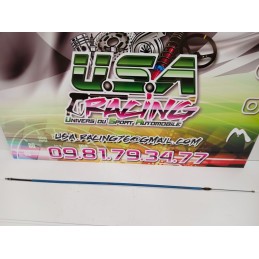 U.S.A
RACING
UNIVERS DU SPORT AUTOMOBILE
USA.RACING76@GMAIL.COM
09.81.79.34.77